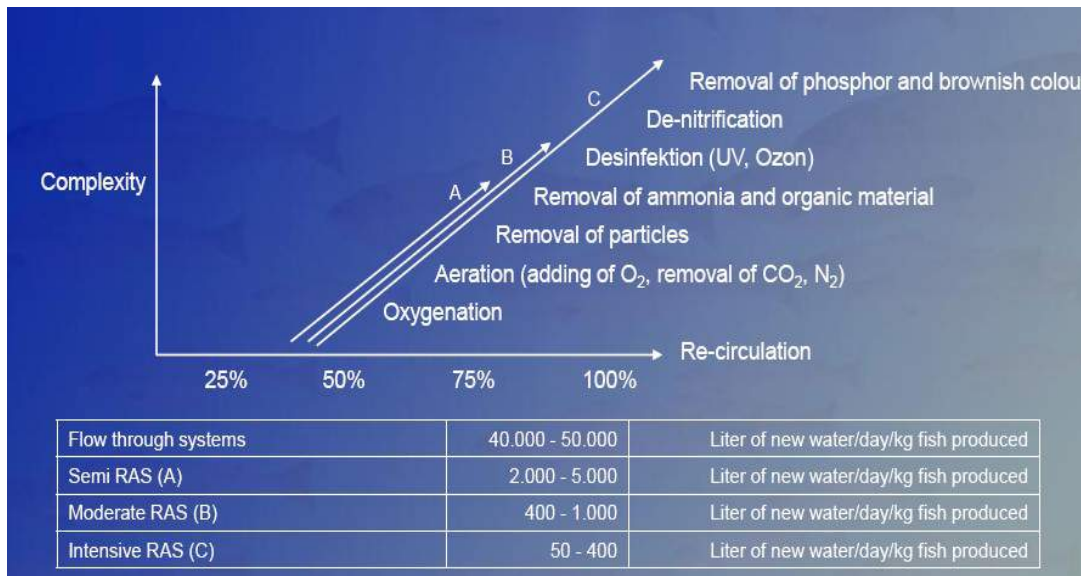 Removal of phosphor and brownish colou
C
De-nitrification
Desinfektion (UV, Ozon)
B
Complexity
A
Removal of ammonia and organic material
Removal of particles
Aeration (adding of O₂, removal of CO₂, N₂)
Oxygenation
Re-circulation
25% 50% 75% 100%
Flow through systems 40.000 - 50.000 Liter of new water/day/kg fish produced
Semi RAS (A) 2.000 - 5.000 Liter of new water/day/kg fish produced
Moderate RAS (B) 400 - 1.000 Liter of new water/day/kg fish produced
Intensive RAS (C) 50 - 400 Liter of new water/day/kg fish produced